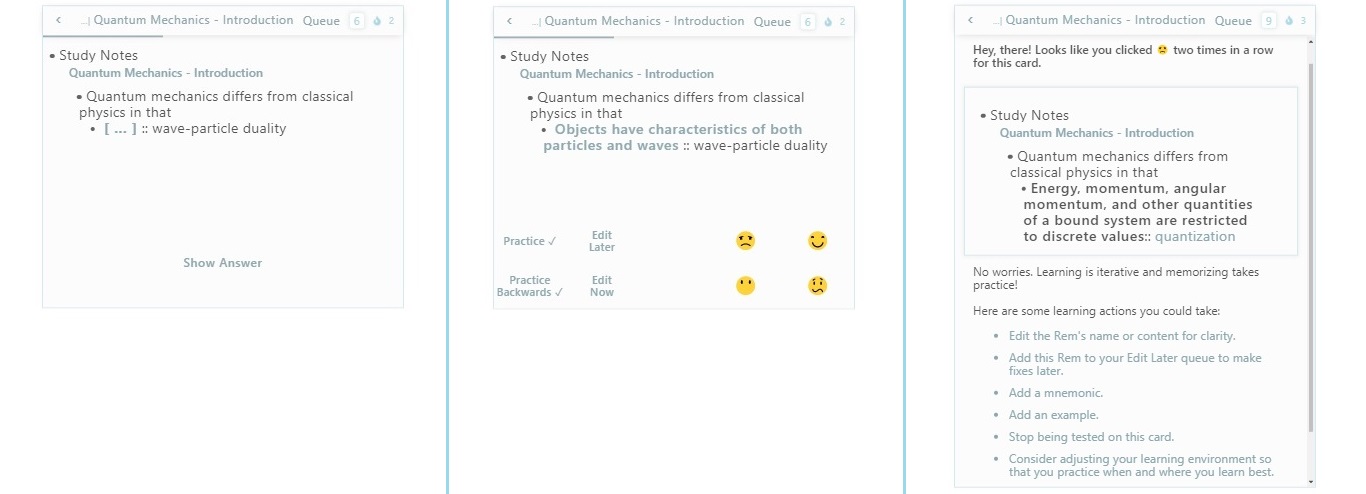 ‹ ...| Quantum Mechanics - Introduction Queue 6 2
• Study Notes
Quantum Mechanics - Introduction
• Quantum mechanics differs from classical
physics in that
• [ ... ] :: wave-particle duality
Show Answer
‹ ...| Quantum Mechanics - Introduction Queue 6 2
• Study Notes
Quantum Mechanics - Introduction
• Quantum mechanics differs from classical
physics in that
• Objects have characteristics of both
particles and waves :: wave-particle duality
Practice ✓
Edit
Later
Practice
Backwards ✓
Edit
Now
‹ ...| Quantum Mechanics - Introduction Queue 9 3
Hey, there! Looks like you clicked 😟 two times in a row
for this card.
• Study Notes
Quantum Mechanics - Introduction
• Quantum mechanics differs from
classical physics in that
• Energy, momentum, angular
momentum, and other quantities
of a bound system are restricted
to discrete values:: quantization
No worries. Learning is iterative and memorizing takes
practice!
Here are some learning actions you could take:
• Edit the Rem's name or content for clarity.
• Add this Rem to your Edit Later queue to make
fixes later.
• Add a mnemonic.
• Add an example.
• Stop being tested on this card.
• Consider adjusting your learning environment so
that you practice when and where you learn best.